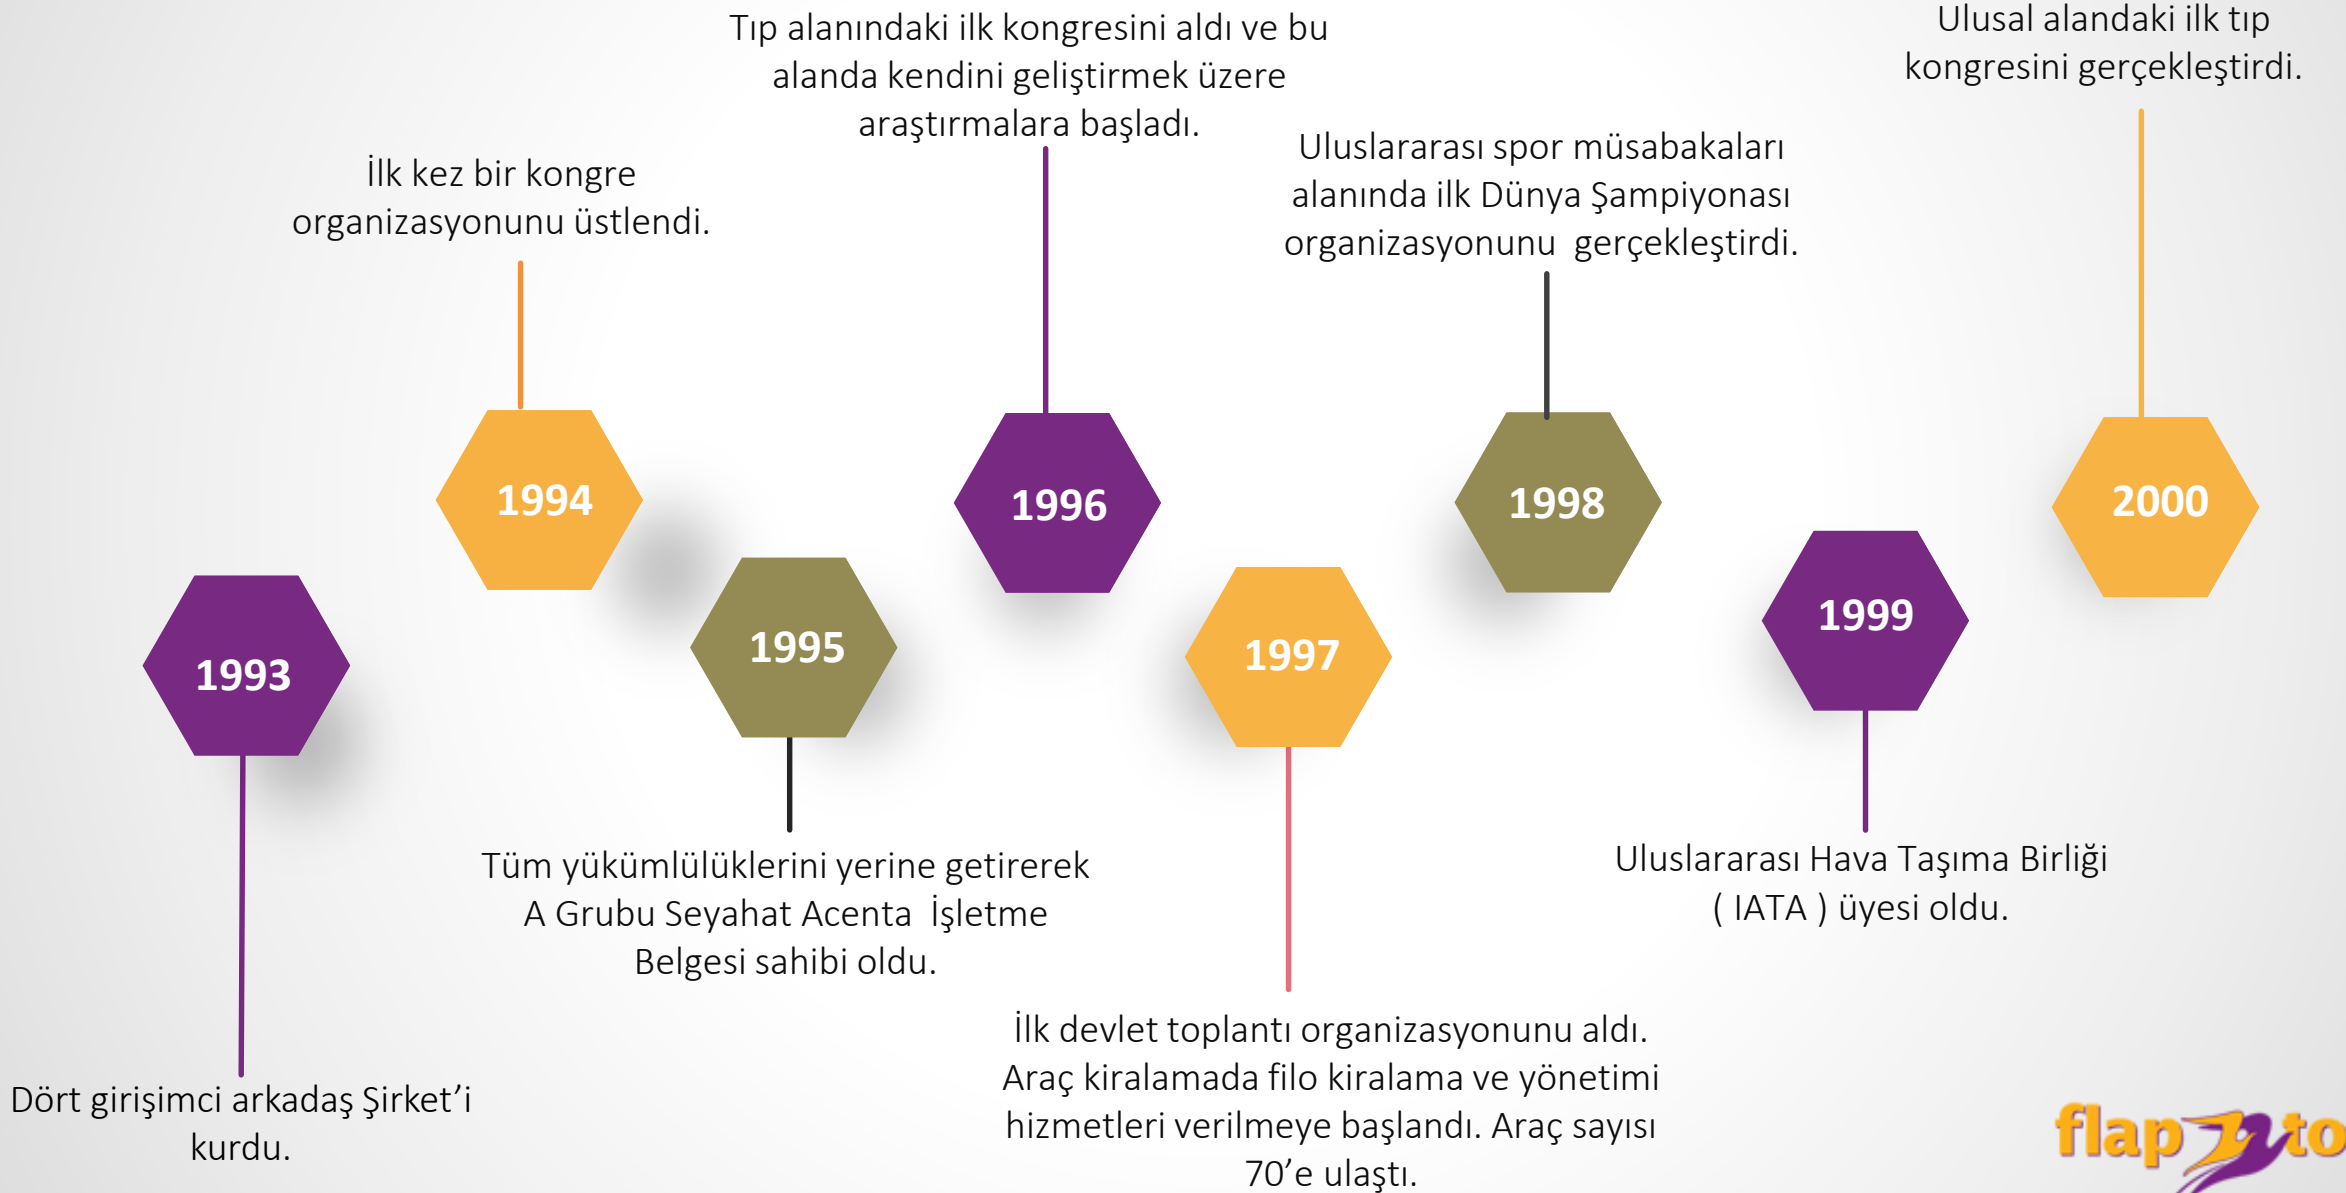 Dört girişimci arkadaş Şirket’i
kurdu.
1993
İlk kez bir kongre
organizasyonunu üstlendi.
1994
1995
Tüm yükümlülüklerini yerine getirerek
A Grubu Seyahat Acenta  İşletme
Belgesi sahibi oldu.
Tıp alanındaki ilk kongresini aldı ve bu
alanda kendini geliştirmek üzere
araştırmalara başladı.
1996
1997
İlk devlet toplantı organizasyonunu aldı.
Araç kiralamada filo kiralama ve yönetimi
hizmetleri verilmeye başlandı. Araç sayısı
70’e ulaştı.
Uluslararası spor müsabakaları
alanında ilk Dünya Şampiyonası
organizasyonunu  gerçekleştirdi.
1998
1999
Uluslararası Hava Taşıma Birliği
( IATA ) üyesi oldu.
Ulusal alandaki ilk tıp
kongresini gerçekleştirdi.
2000
flap to